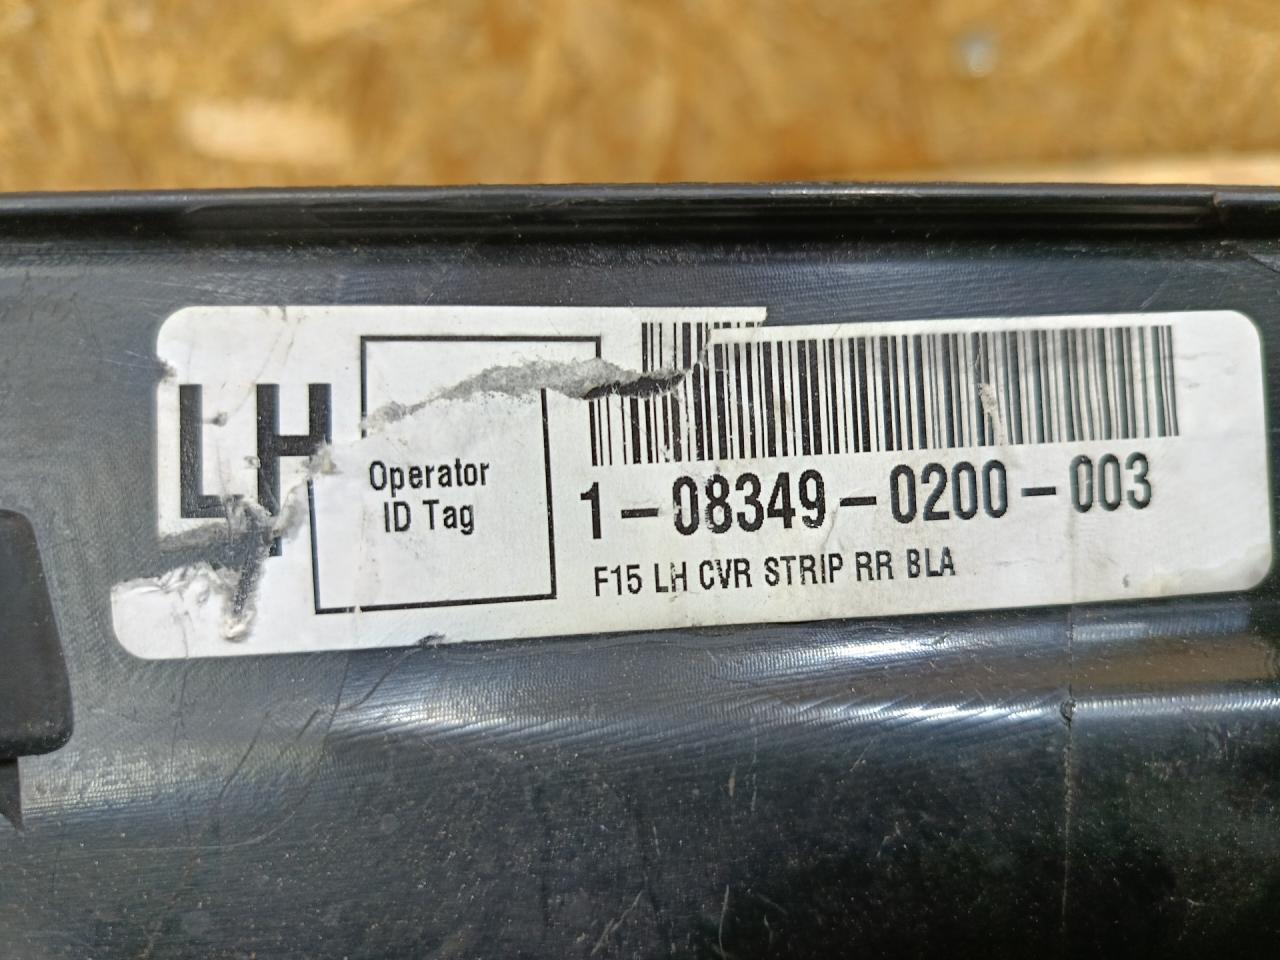 LH
Operator
ID Tag
1-08349-0200-003
F15 LH CVR STRIP RR BLA